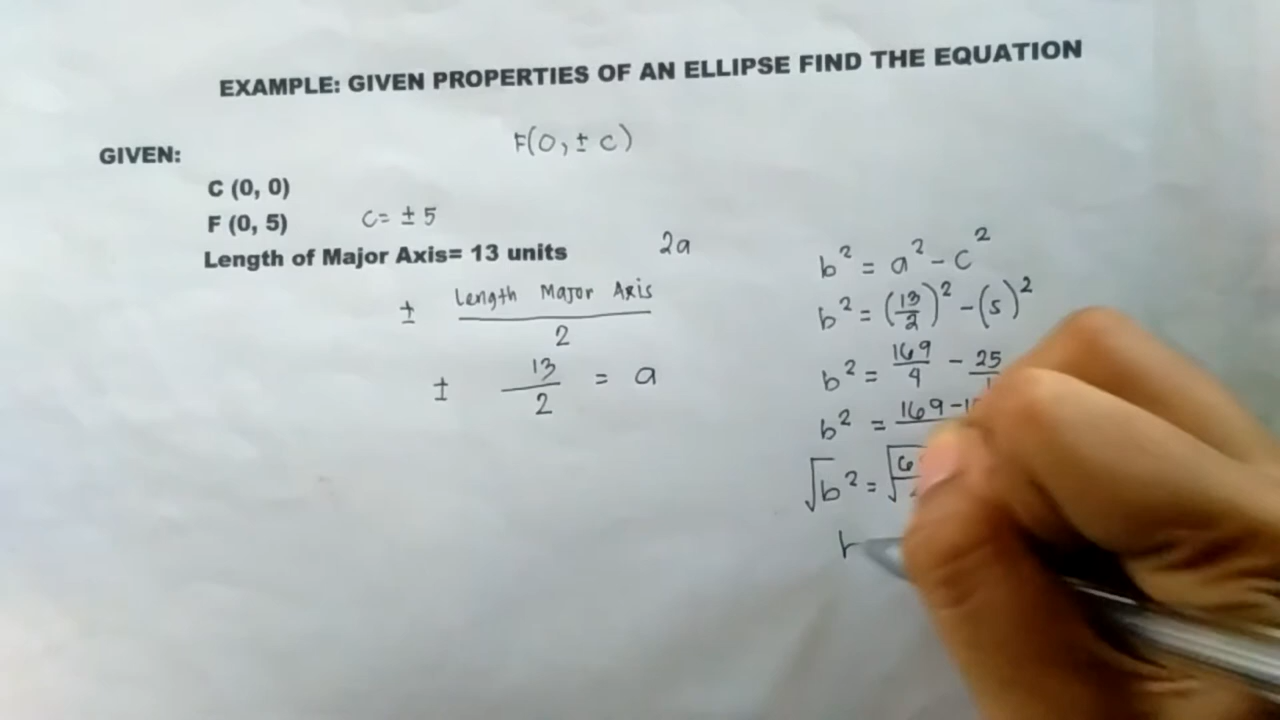 EXAMPLE: GIVEN PROPERTIES OF AN ELLIPSE FIND THE EQUATION
F(0, ± c)
GIVEN:
C (0, 0)
F (0, 5) c= ± 5
Length of Major Axis= 13 units 2a
± Length Major Axis
2
± 13/2 = a
b² = a² - c²
b² = (13/2)² - (5)²
b² = 169/4 - 25/1
b² = 169-1
√b² = √6